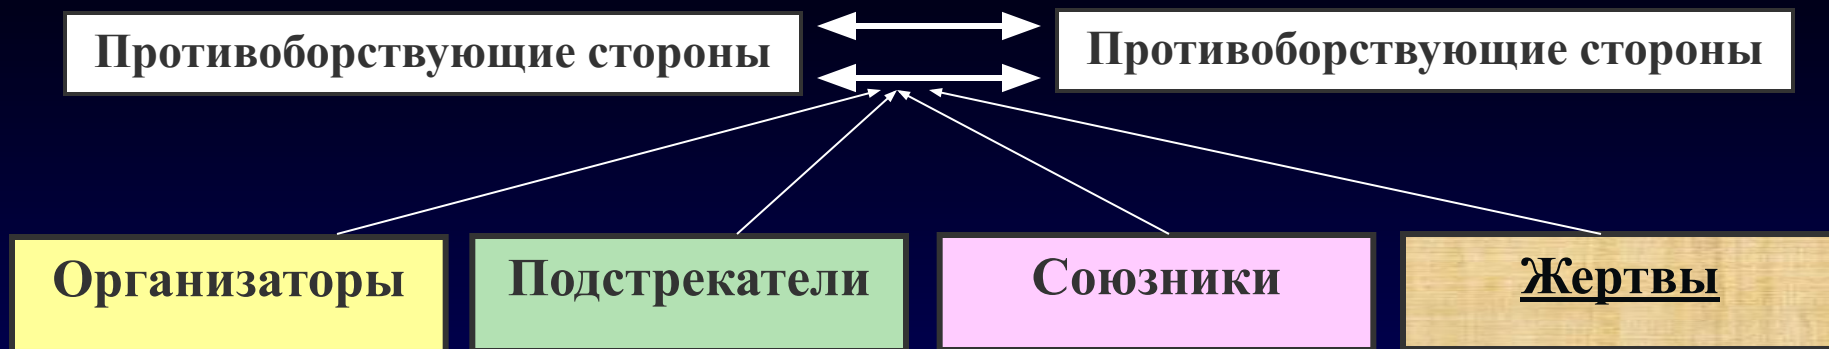 Противоборствующие стороны
Противоборствующие стороны
Организаторы
Подстрекатели
Союзники
Жертвы